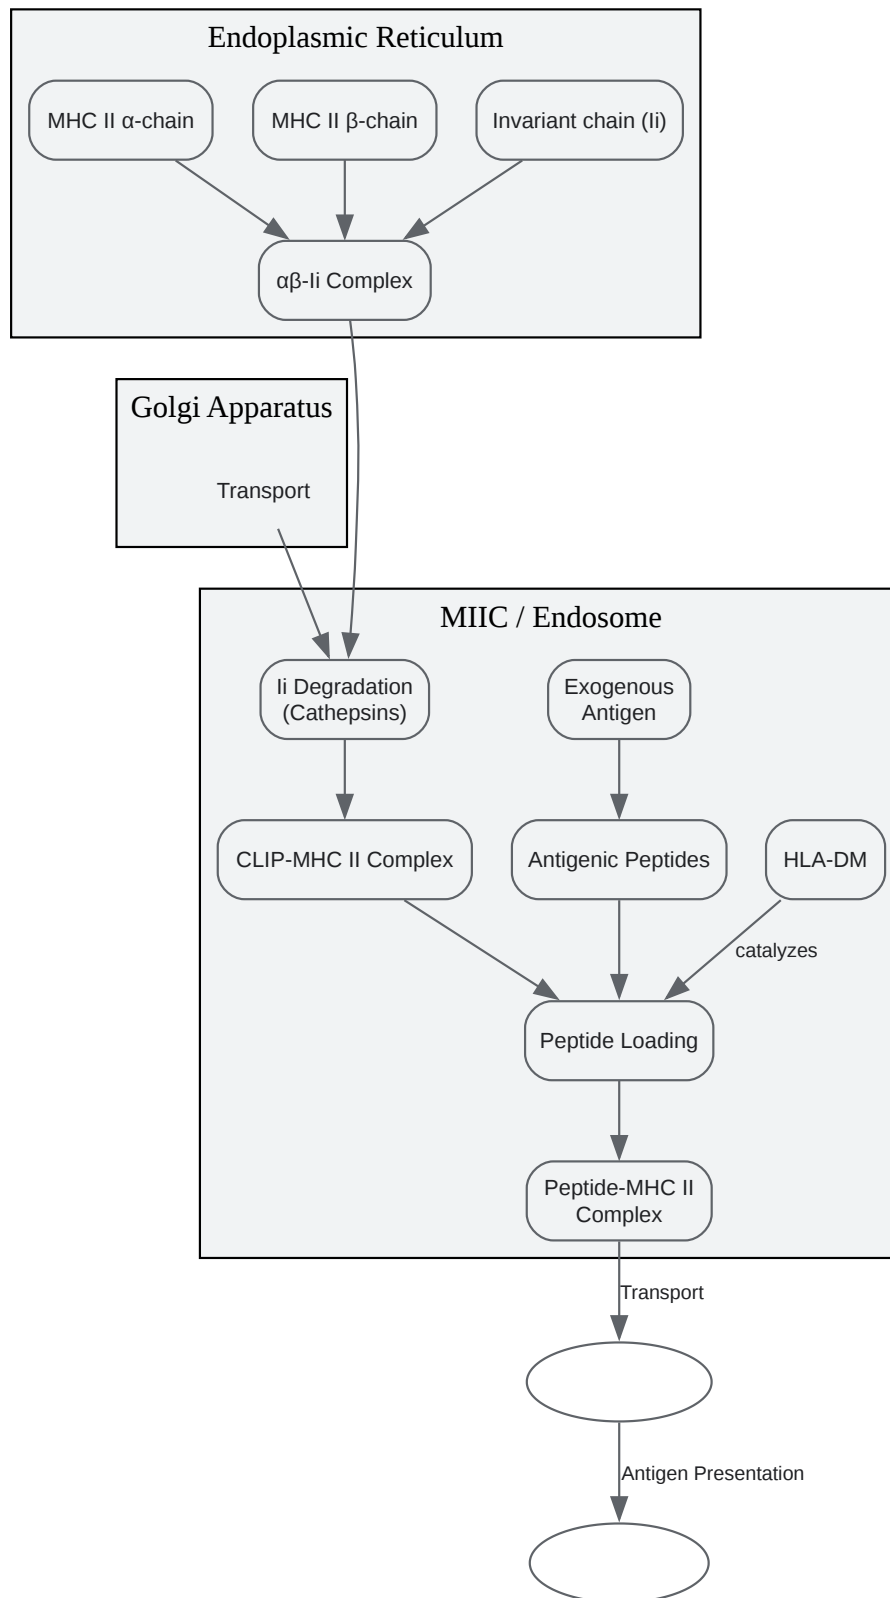 Endoplasmic Reticulum
MHC II α-chain
MHC II β-chain
Invariant chain (Ii)
αβ-Ii Complex
Golgi Apparatus
Transport
MIIC / Endosome
Ii Degradation
(Cathepsins)
Exogenous
Antigen
CLIP-MHC II Complex
Antigenic Peptides
HLA-DM
catalyzes
Peptide Loading
Peptide-MHC II
Complex
Transport
Antigen Presentation